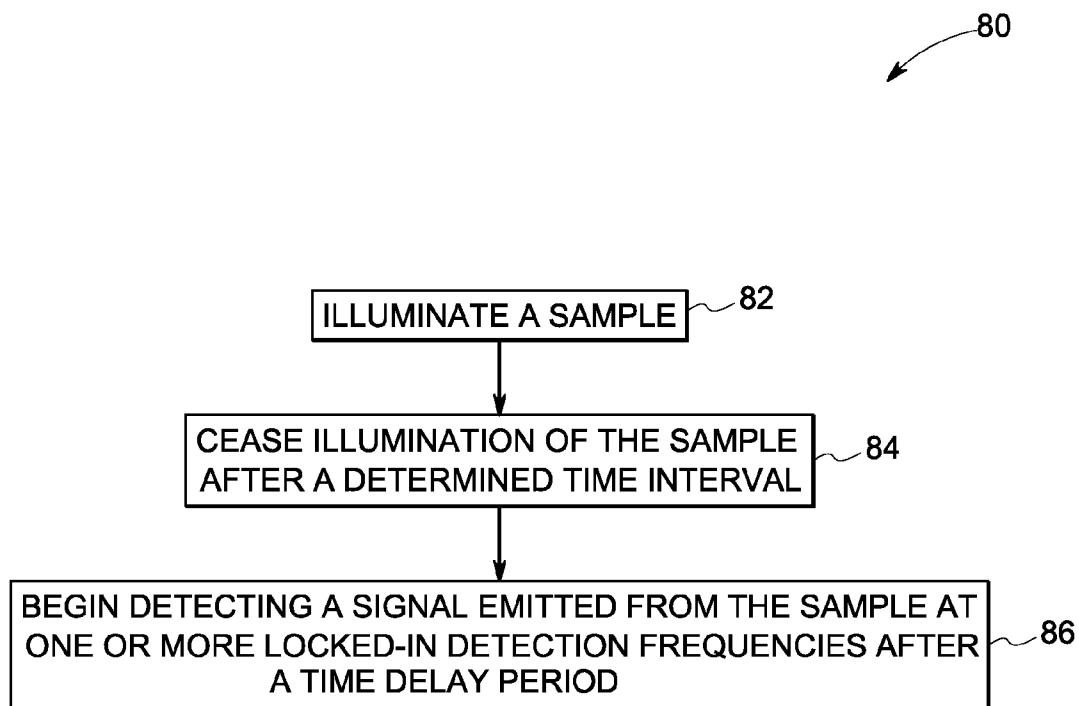 80
ILLUMINATE A SAMPLE
82
CEASE ILLUMINATION OF THE SAMPLE
AFTER A DETERMINED TIME INTERVAL
84
BEGIN DETECTING A SIGNAL EMITTED FROM THE SAMPLE AT
ONE OR MORE LOCKED-IN DETECTION FREQUENCIES AFTER
A TIME DELAY PERIOD
86